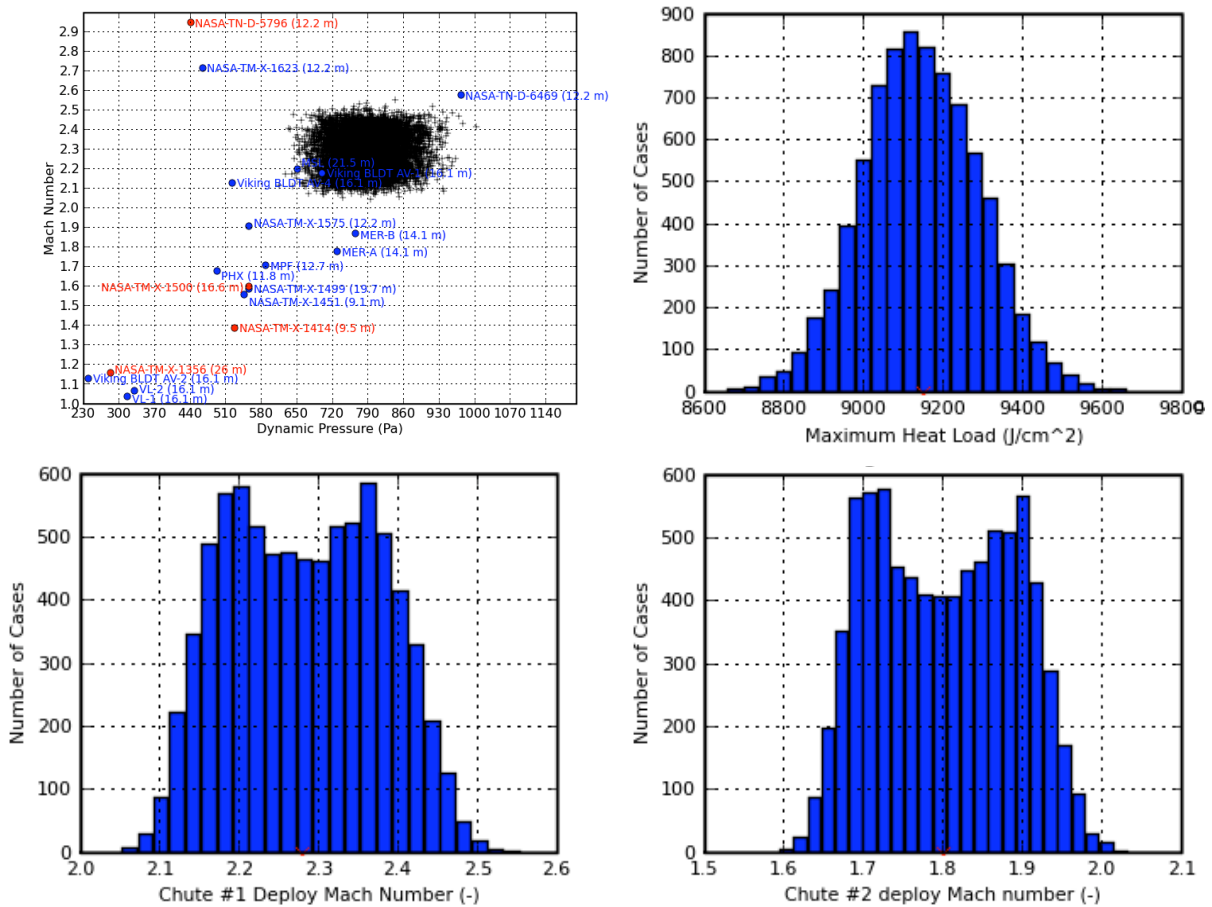 NASA-TN-D-5796 (12.2 m)
2.9
2.8
NASA-TM-X-1623 (12.2 m)
2.7
2.6
NASA-TN-D-6469 (12.2 m)
2.5
2.4
2.3
(21.5 m)
2.2
Viking BLDT
Viking BLDT (16.1 m)
2.1
2.0
NASA-TM-X-1575 (12.2 m)
1.9
MER-B (14.1 m)
1.8
MER-A (14.1 m)
1.7
MPF (12.7 m)
PHX (11.8 m)
1.6
NASA-TM-X-1500 (16.6 m)
NASA-TM-X-1499 (19.7 m)
NASA-TM-X-1451 (9.1 m)
1.5
1.4
NASA-TM-X-1414 (9.5 m)
1.3
1.2
NASA-TM-X-1356 (26 m)
Viking BLDT AV-2 (16.1 m)
1.1
VL-2 (16.1 m)
VL-1 (16.1 m)
1.0
Mach Number
230 300 370 440 510 580 650 720 790 860 930 1000 1070 1140
Dynamic Pressure (Pa)
900
800
700
600
500
400
300
200
100
0
Number of Cases
8600 8800 9000 9200 9400 9600 9800
Maximum Heat Load (J/cm^2)
600
500
400
300
200
100
0
Number of Cases
2.0 2.1 2.2 2.3 2.4 2.5 2.6
Chute #1 Deploy Mach Number (-)
600
500
400
300
200
100
0
Number of Cases
1.5 1.6 1.7 1.8 1.9 2.0 2.1
Chute #2 deploy Mach number (-)